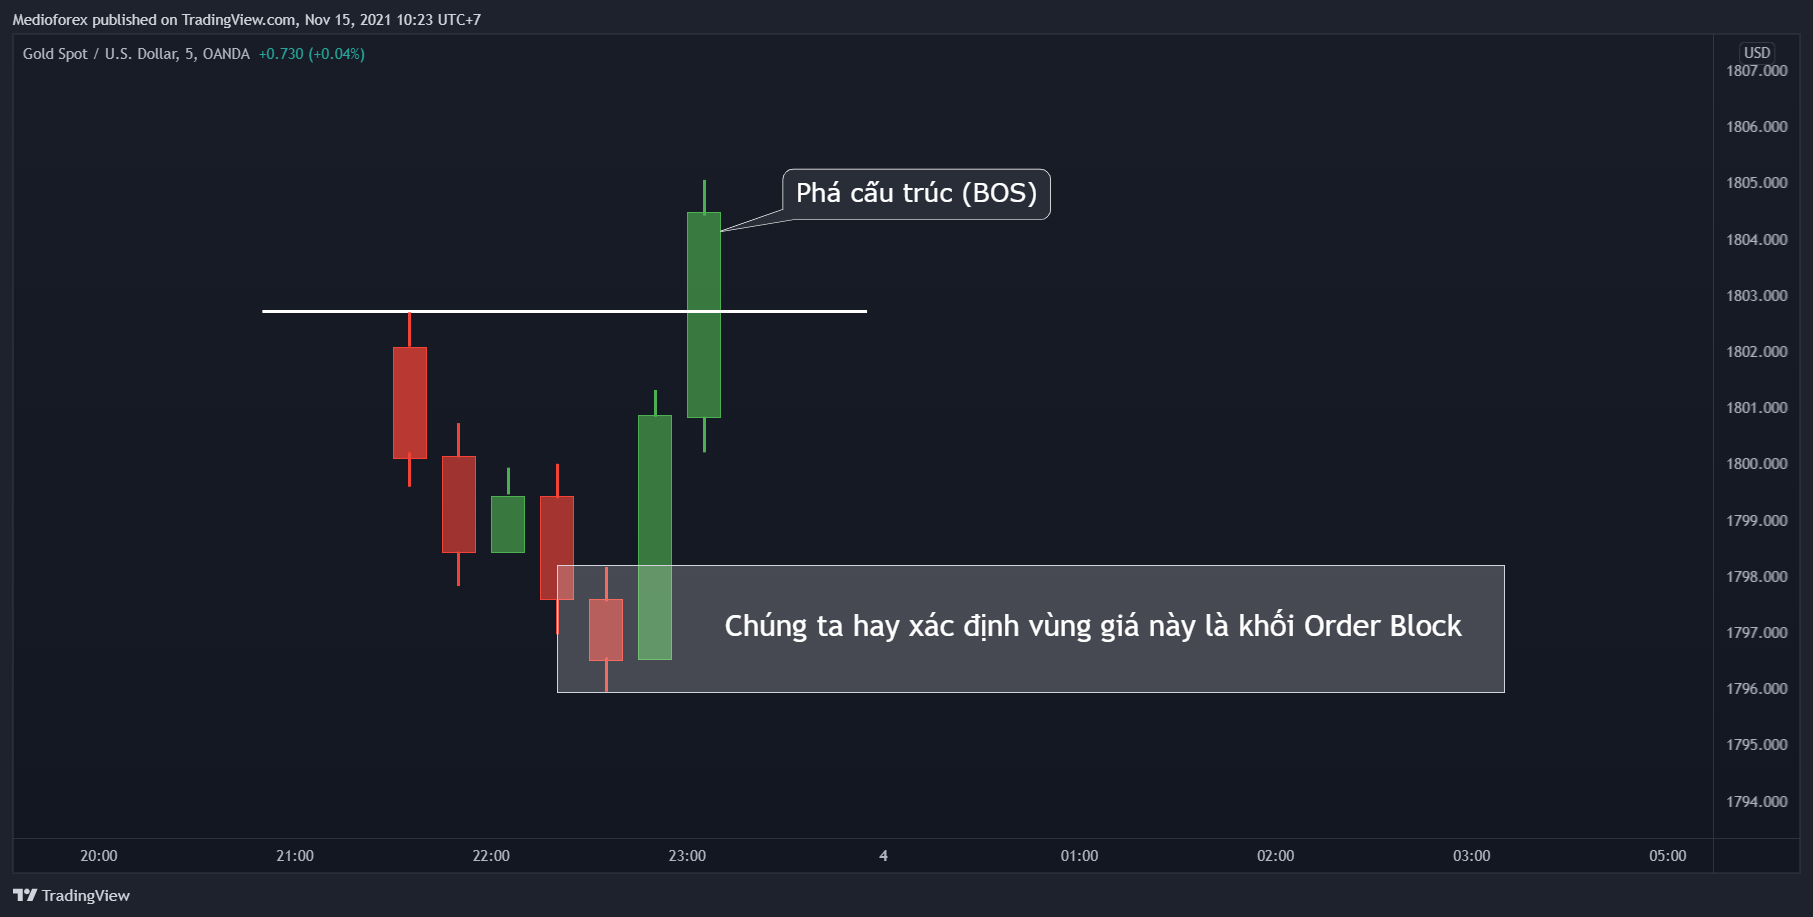 Medioforex published on TradingView.com, Nov 15, 2021 10:23 UTC+7
Gold Spot / U.S. Dollar, 5, OANDA +0.730 (+0.04%)
USD
1807.000
1806.000
1805.000
Phá cấu trúc (BOS)
1804.000
1803.000
1802.000
1801.000
1800.000
1799.000
1798.000
Chúng ta hay xác định vùng giá này là khối Order Block
1797.000
1796.000
1795.000
1794.000
20:00 21:00 22:00 23:00 4 01:00 02:00 03:00 05:00
TradingView